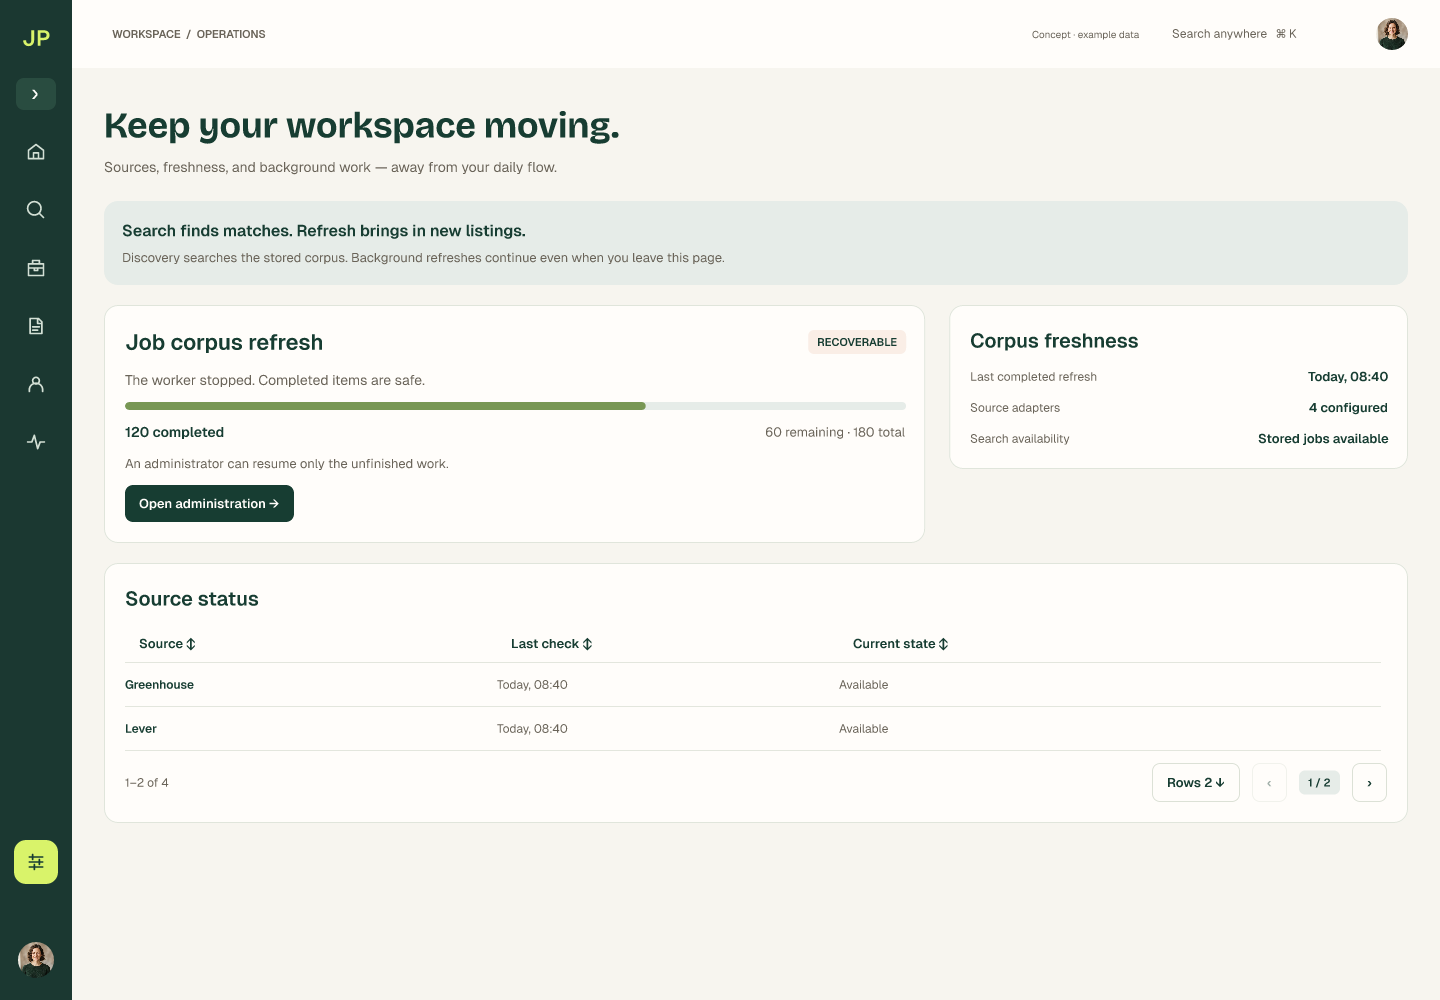 JP
WORKSPACE / OPERATIONS
Concept · example data
Search anywhere ⌘ K
Keep your workspace moving.
Sources, freshness, and background work — away from your daily flow.
Search finds matches. Refresh brings in new listings.
Discovery searches the stored corpus. Background refreshes continue even when you leave this page.
Job corpus refresh
RECOVERABLE
The worker stopped. Completed items are safe.
120 completed
60 remaining · 180 total
An administrator can resume only the unfinished work.
Open administration →
Corpus freshness
Last completed refresh Today, 08:40
Source adapters 4 configured
Search availability Stored jobs available
Source status
Source ↕ Last check ↕ Current state ↕
Greenhouse Today, 08:40 Available
Lever Today, 08:40 Available
1–2 of 4
Rows 2 ↓ ‹ 1 / 2 ›